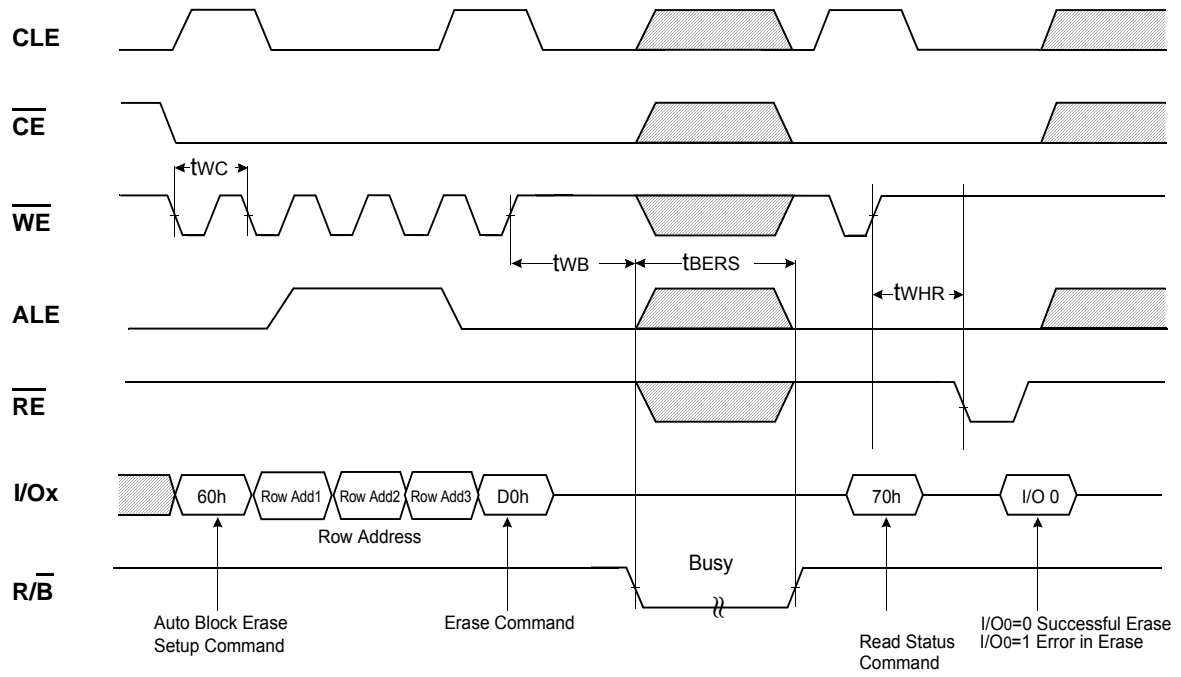 CLE
CE
tWC
WE
tWB
tBERS
tWHR
ALE
RE
I/Ox
60h
Row Add1
Row Add2
Row Add3
D0h
70h
I/O 0
Row Address
R/B
Busy
Auto Block Erase
Setup Command
Erase Command
Read Status
Command
I/O0=0 Successful Erase
I/O0=1 Error in Erase